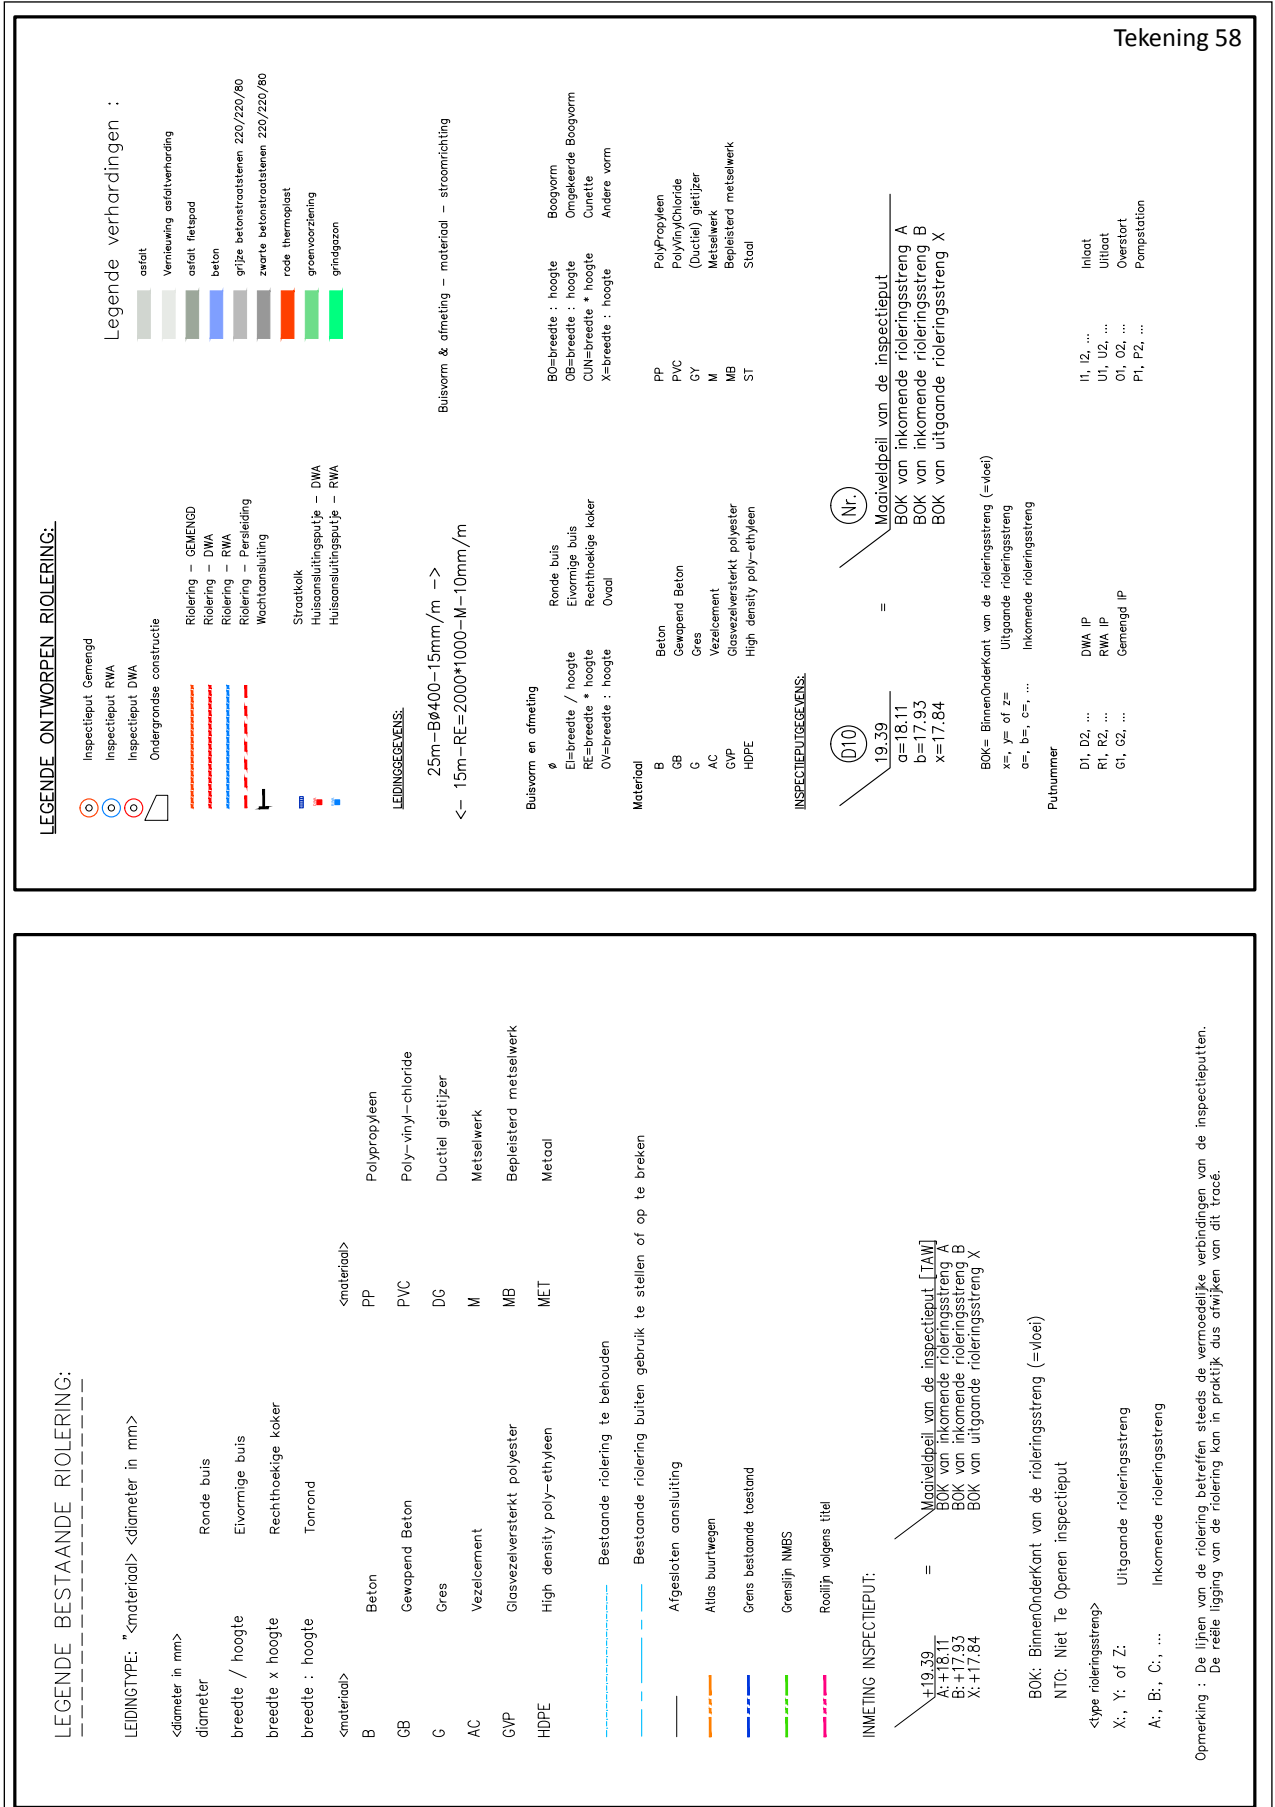 Tekening 58
LEGENDE ONTWORPEN RIOLERING:
Inspectieput Gemengd
Inspectieput RWA
Inspectieput DWA
Ondergrondse constructie
Riolering - GEMENGD
Riolering - DWA
Riolering - RWA
Riolering - Persleiding
Wachtaansluiting
Straatkolk
Huisaansluitingsputje - DWA
Huisaansluitingsputje - RWA
Legende verhardingen :
asfalt
Vernieuwing asfaltverharding
asfalt fietspad
beton
grijze betonstraatstenen 220/220/80
zwarte betonstraatstenen 220/220/80
rode thermoplast
groenvoorziening
grindgazon
LEIDINGGEGEVENS:
25m-BØ400-15mm/m ->
<- 15m-RE=2000*1000-M-10mm/m
Buisvorm & afmeting - materiaal - stroomrichting
Buisvorm en afmeting
ø Ronde buis BO=breedte : hoogte Boogvorm
EI=breedte / hoogte Eivormige buis OB=breedte : hoogte Omgekeerde Boogvorm
RE=breedte * hoogte Rechthoekige koker CUN=breedte * hoogte Cunette
OV=breedte : hoogte Ovaal X=breedte : hoogte Andere vorm
Materiaal
B Beton PP PolyPropyleen
GB Gewapend Beton PVC PolyVinylChloride
G Gres GY (Ductiel) gietijzer
AC Vezelcement M Metselwerk
GVP Glasvezelversterkt polyester MB Bepleisterd metselwerk
HDPE High density poly-ethyleen ST Staal
INSPECTIEPUTGEGEVENS:
D10 Nr.
19.39 = Maaiveldpeil van de inspectieput
a=18.11 BOK van inkomende rioleringsstreng A
b=17.93 BOK van inkomende rioleringsstreng B
x=17.84 BOK van uitgaande rioleringsstreng X
BOK= BinnenOnderKant van de rioleringsstreng (=vloei)
x=, y= of z= Uitgaande rioleringsstreng
a=, b=, c=, ... Inkomende rioleringsstreng
Putnummer
D1, D2, ... DWA IP I1, I2, ... Inlaat
R1, R2, ... RWA IP U1, U2, ... Uitlaat
G1, G2, ... Gemengd IP O1, O2, ... Overstort
P1, P2, ... Pompstation
LEGENDE BESTAANDE RIOLERING:
LEIDINGTYPE: "<materiaal> <diameter in mm>
<diameter in mm>
diameter Ronde buis
breedte / hoogte Eivormige buis
breedte x hoogte Rechthoekige koker
breedte : hoogte Tonrond
<materiaal> <materiaal>
B Beton PP Polypropyleen
GB Gewapend Beton PVC Poly-vinyl-chloride
G Gres DG Ductiel gietijzer
AC Vezelcement M Metselwerk
GVP Glasvezelversterkt polyester MB Bepleisterd metselwerk
HDPE High density poly-ethyleen MET Metaal
Bestaande riolering te behouden
Bestaande riolering buiten gebruik te stellen of op te breken
Afgesloten aansluiting
Atlas buurtwegen
Grens bestaande toestand
Grenslijn NMBS
Rooilijn volgens titel
INMETING INSPECTIEPUT:
+19.39 = Maaiveldpeil van de inspectieput [TAW]
A: +18.11 BOK van inkomende rioleringsstreng A
B: +17.93 BOK van inkomende rioleringsstreng B
X: +17.84 BOK van uitgaande rioleringsstreng X
BOK: BinnenOnderKant van de rioleringsstreng (=vloei)
NTO: Niet Te Openen inspectieput
<type rioleringsstreng>
X:, Y: of Z: Uitgaande rioleringsstreng
A:, B:, C:, ... Inkomende rioleringsstreng
Opmerking : De lijnen van de riolering betreffen steeds de vermoedelijke verbindingen van de inspectieputten.
De reële ligging van de riolering kan in praktijk dus afwijken van dit tracé.